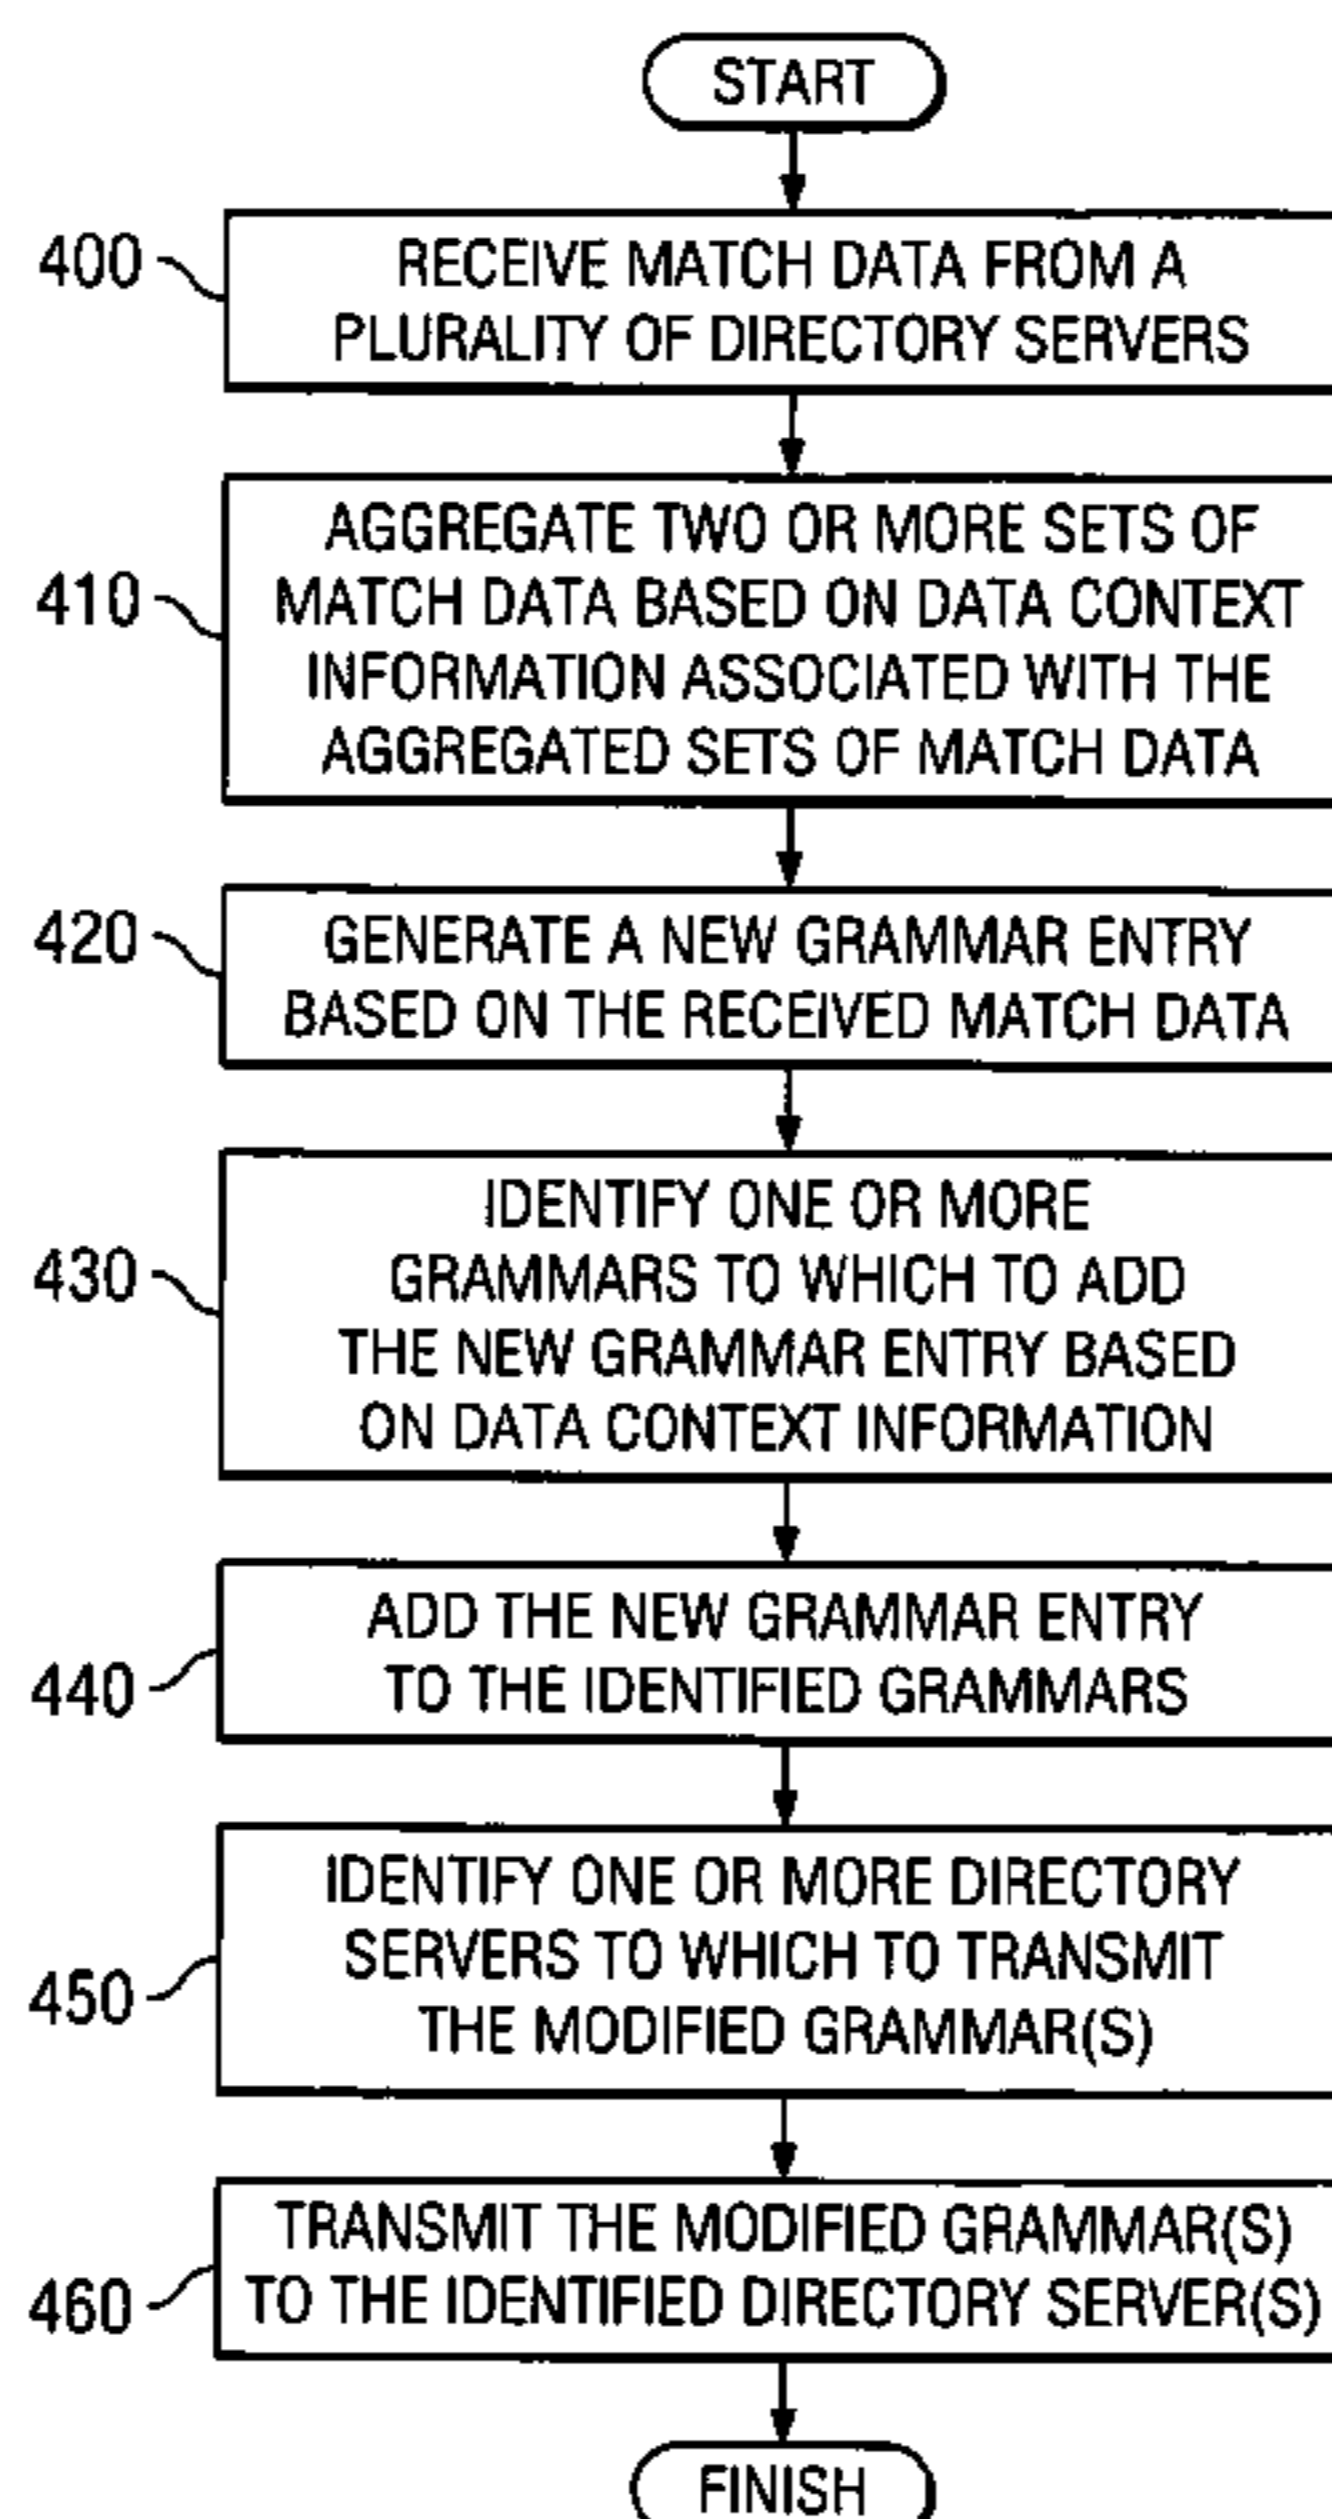 START
400
RECEIVE MATCH DATA FROM A
PLURALITY OF DIRECTORY SERVERS
410
AGGREGATE TWO OR MORE SETS OF
MATCH DATA BASED ON DATA CONTEXT
INFORMATION ASSOCIATED WITH THE
AGGREGATED SETS OF MATCH DATA
420
GENERATE A NEW GRAMMAR ENTRY
BASED ON THE RECEIVED MATCH DATA
430
IDENTIFY ONE OR MORE
GRAMMARS TO WHICH TO ADD
THE NEW GRAMMAR ENTRY BASED
ON DATA CONTEXT INFORMATION
440
ADD THE NEW GRAMMAR ENTRY
TO THE IDENTIFIED GRAMMARS
450
IDENTIFY ONE OR MORE DIRECTORY
SERVERS TO WHICH TO TRANSMIT
THE MODIFIED GRAMMAR(S)
460
TRANSMIT THE MODIFIED GRAMMAR(S)
TO THE IDENTIFIED DIRECTORY SERVER(S)
FINISH